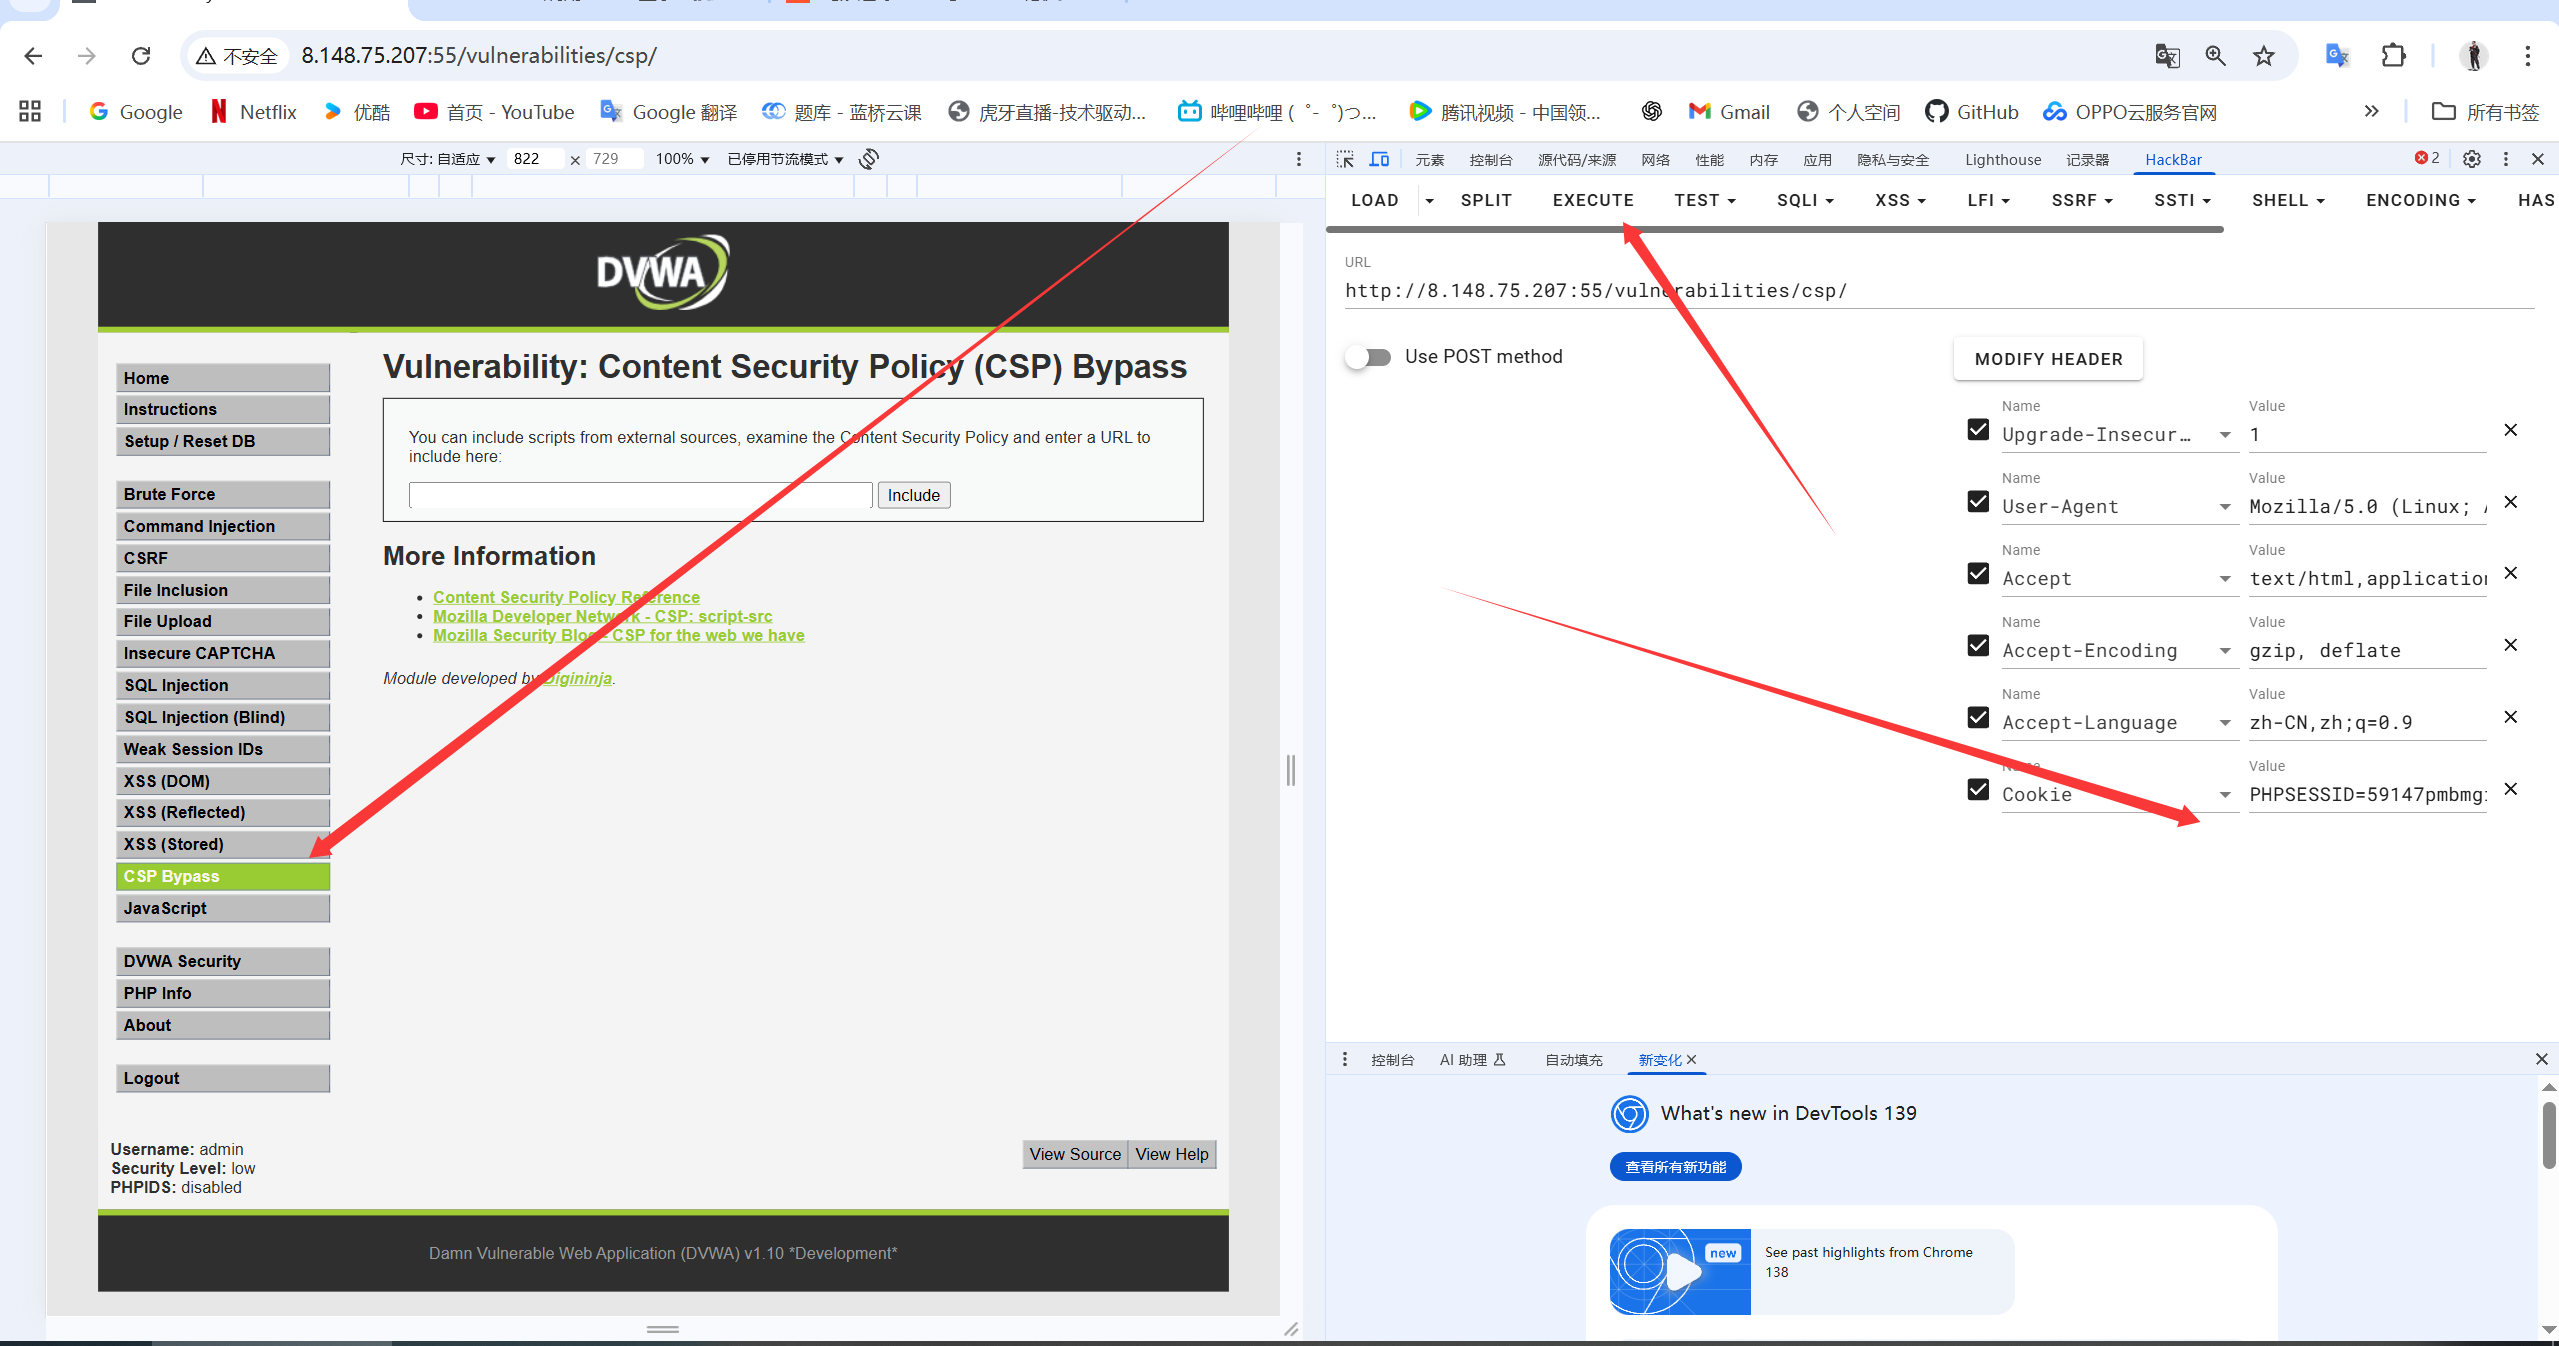 不安全
8.148.75.207:55/vulnerabilities/csp/
Google
Netflix
优酷
首页 - YouTube
Google 翻译
题库 - 蓝桥云课
虎牙直播-技术驱动...
哔哩哔哩 ( ゜- ゜)つ...
腾讯视频 - 中国领...
Gmail
个人空间
GitHub
OPPO云服务官网
所有书签
尺寸: 自适应
822 × 729
100%
已停用节流模式
元素
控制台
源代码/来源
网络
性能
内存
应用
隐私与安全
Lighthouse
记录器
HackBar
2
LOAD
SPLIT
EXECUTE
TEST
SQLI
XSS
LFI
SSRF
SSTI
SHELL
ENCODING
HAS
URL
http://8.148.75.207:55/vulnerabilities/csp/
Use POST method
MODIFY HEADER
Name
Value
Upgrade-Insecur...
1
Name
Value
User-Agent
Mozilla/5.0 (Linux;
Name
Value
Accept
text/html,application
Name
Value
Accept-Encoding
gzip, deflate
Name
Value
Accept-Language
zh-CN,zh;q=0.9
Name
Value
Cookie
PHPSESSID=59147pmbmg
DVWA
Home
Instructions
Setup / Reset DB
Brute Force
Command Injection
CSRF
File Inclusion
File Upload
Insecure CAPTCHA
SQL Injection
SQL Injection (Blind)
Weak Session IDs
XSS (DOM)
XSS (Reflected)
XSS (Stored)
CSP Bypass
JavaScript
DVWA Security
PHP Info
About
Logout
Vulnerability: Content Security Policy (CSP) Bypass
You can include scripts from external sources, examine the Content Security Policy and enter a URL to
include here:
Include
More Information
Content Security Policy Reference
Mozilla Developer Network - CSP: script-src
Mozilla Security Blog - CSP for the web we have
Module developed by Digininja.
Username: admin
Security Level: low
PHPIDS: disabled
View Source
View Help
Damn Vulnerable Web Application (DVWA) v1.10 *Development*
控制台
AI 助理
自动填充
新变化
What's new in DevTools 139
查看所有新功能
new
See past highlights from Chrome
138